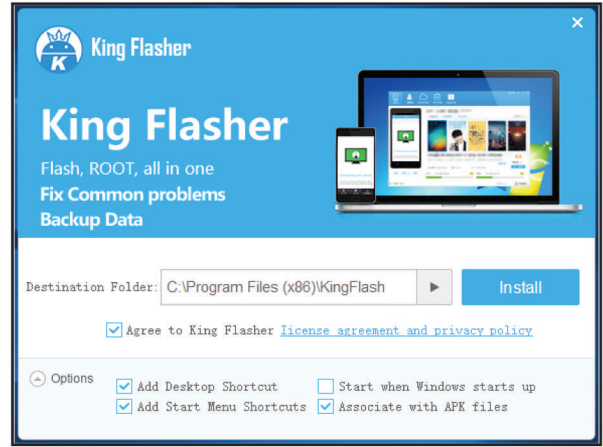 King Flasher
King Flasher
Flash, ROOT, all in one
Fix Common problems
Backup Data
Destination Folder: C:\Program Files (x86)\KingFlash Install
Agree to King Flasher license agreement and privacy policy
Options
Add Desktop Shortcut Start when Windows starts up
Add Start Menu Shortcuts Associate with APK files